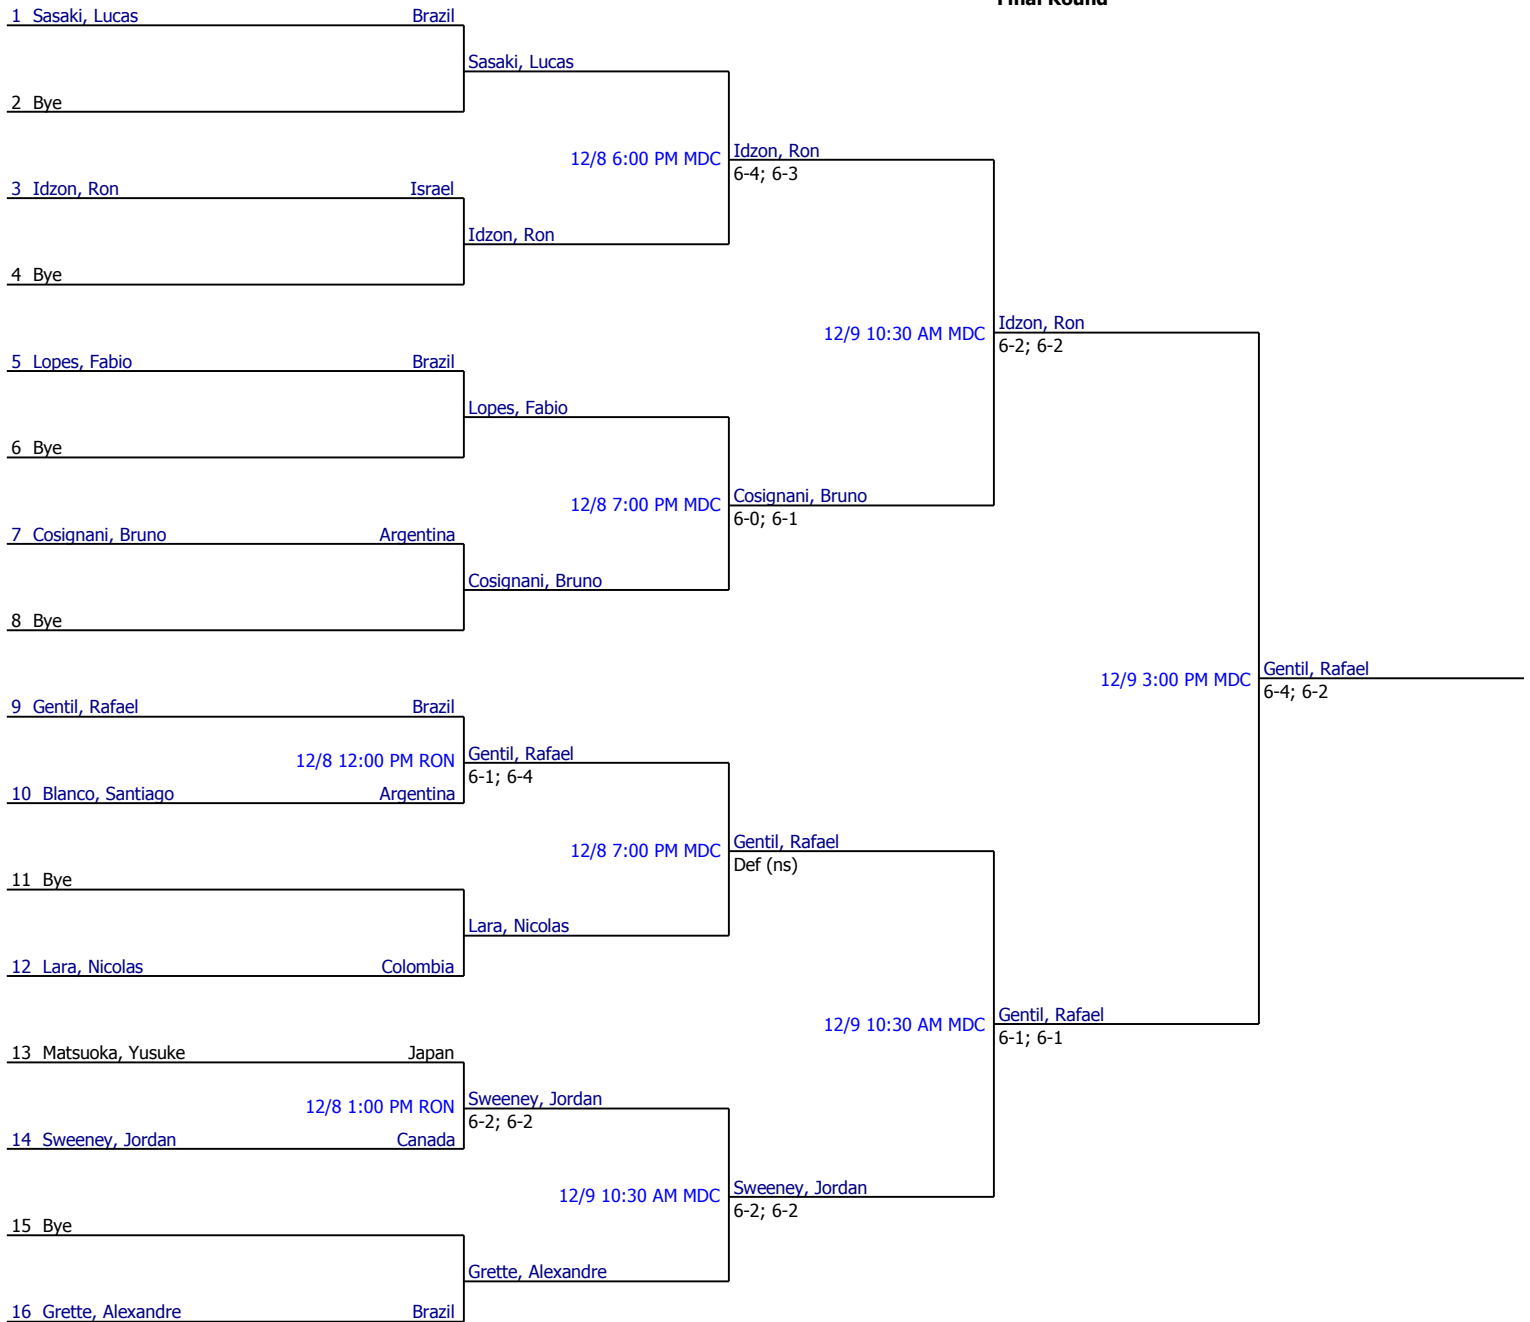 Final Round
1 Sasaki, Lucas Brazil
Sasaki, Lucas
2 Bye
12/8 6:00 PM MDC Idzon, Ron
6-4; 6-3
3 Idzon, Ron Israel
Idzon, Ron
4 Bye
12/9 10:30 AM MDC Idzon, Ron
6-2; 6-2
5 Lopes, Fabio Brazil
Lopes, Fabio
6 Bye
12/8 7:00 PM MDC Cosignani, Bruno
6-0; 6-1
7 Cosignani, Bruno Argentina
Cosignani, Bruno
8 Bye
12/9 3:00 PM MDC Gentil, Rafael
6-4; 6-2
9 Gentil, Rafael Brazil
12/8 12:00 PM RON Gentil, Rafael
6-1; 6-4
10 Blanco, Santiago Argentina
12/8 7:00 PM MDC Gentil, Rafael
Def (ns)
11 Bye
Lara, Nicolas
12 Lara, Nicolas Colombia
12/9 10:30 AM MDC Gentil, Rafael
6-1; 6-1
13 Matsuoka, Yusuke Japan
12/8 1:00 PM RON Sweeney, Jordan
6-2; 6-2
14 Sweeney, Jordan Canada
12/9 10:30 AM MDC Sweeney, Jordan
6-2; 6-2
15 Bye
Grette, Alexandre
16 Grette, Alexandre Brazil